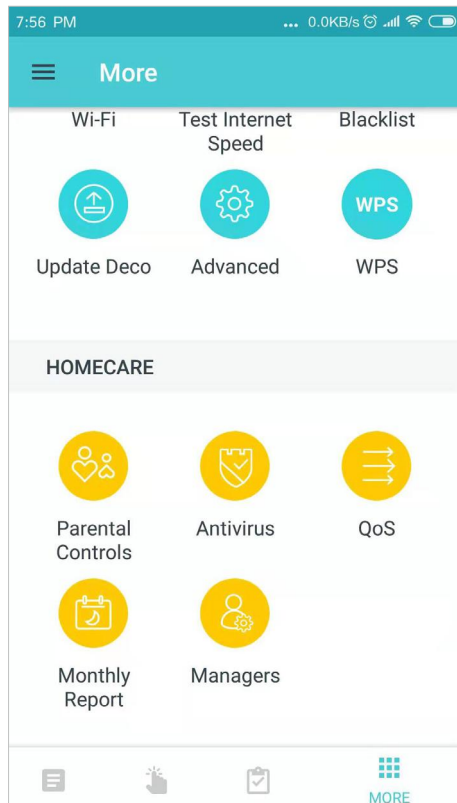 7:56 PM ... 0.0KB/s
More
Wi-Fi
Test Internet
Speed
Blacklist
Update Deco
Advanced
WPS
WPS
HOMECARE
Parental
Controls
Antivirus
QoS
Monthly
Report
Managers
MORE